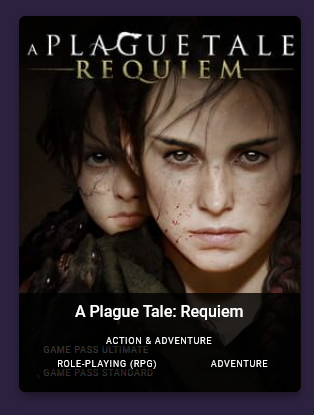 A PLAGUE TALE
REQUIEM
A Plague Tale: Requiem
ACTION & ADVENTURE
GAME PASS ULTIMATE
ROLE-PLAYING (RPG) ADVENTURE
GAME PASS STANDARD